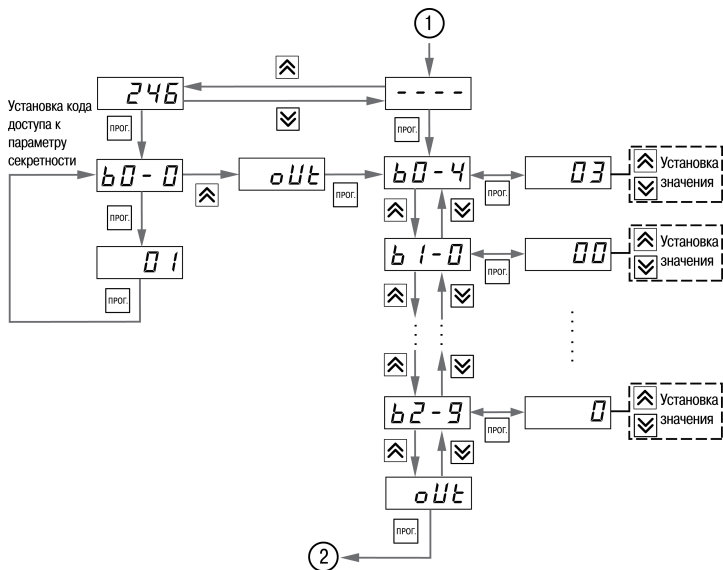 1
246
- - - -
Установка кода
доступа к
параметру
секретности
ПРОГ.
ПРОГ.
b0-0
oUt
ПРОГ.
b0-4
ПРОГ.
03
Установка
значения
ПРОГ.
01
ПРОГ.
b1-0
ПРОГ.
00
Установка
значения
b2-9
ПРОГ.
0
Установка
значения
oUt
ПРОГ.
2